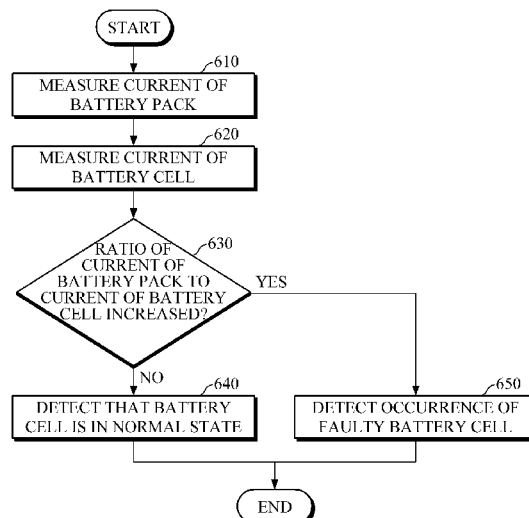 START
610
MEASURE CURRENT OF
BATTERY PACK
620
MEASURE CURRENT OF
BATTERY CELL
630
RATIO OF
CURRENT OF
BATTERY PACK TO
CURRENT OF BATTERY
CELL INCREASED?
YES
NO
640
DETECT THAT BATTERY
CELL IS IN NORMAL STATE
650
DETECT OCCURRENCE OF
FAULTY BATTERY CELL
END